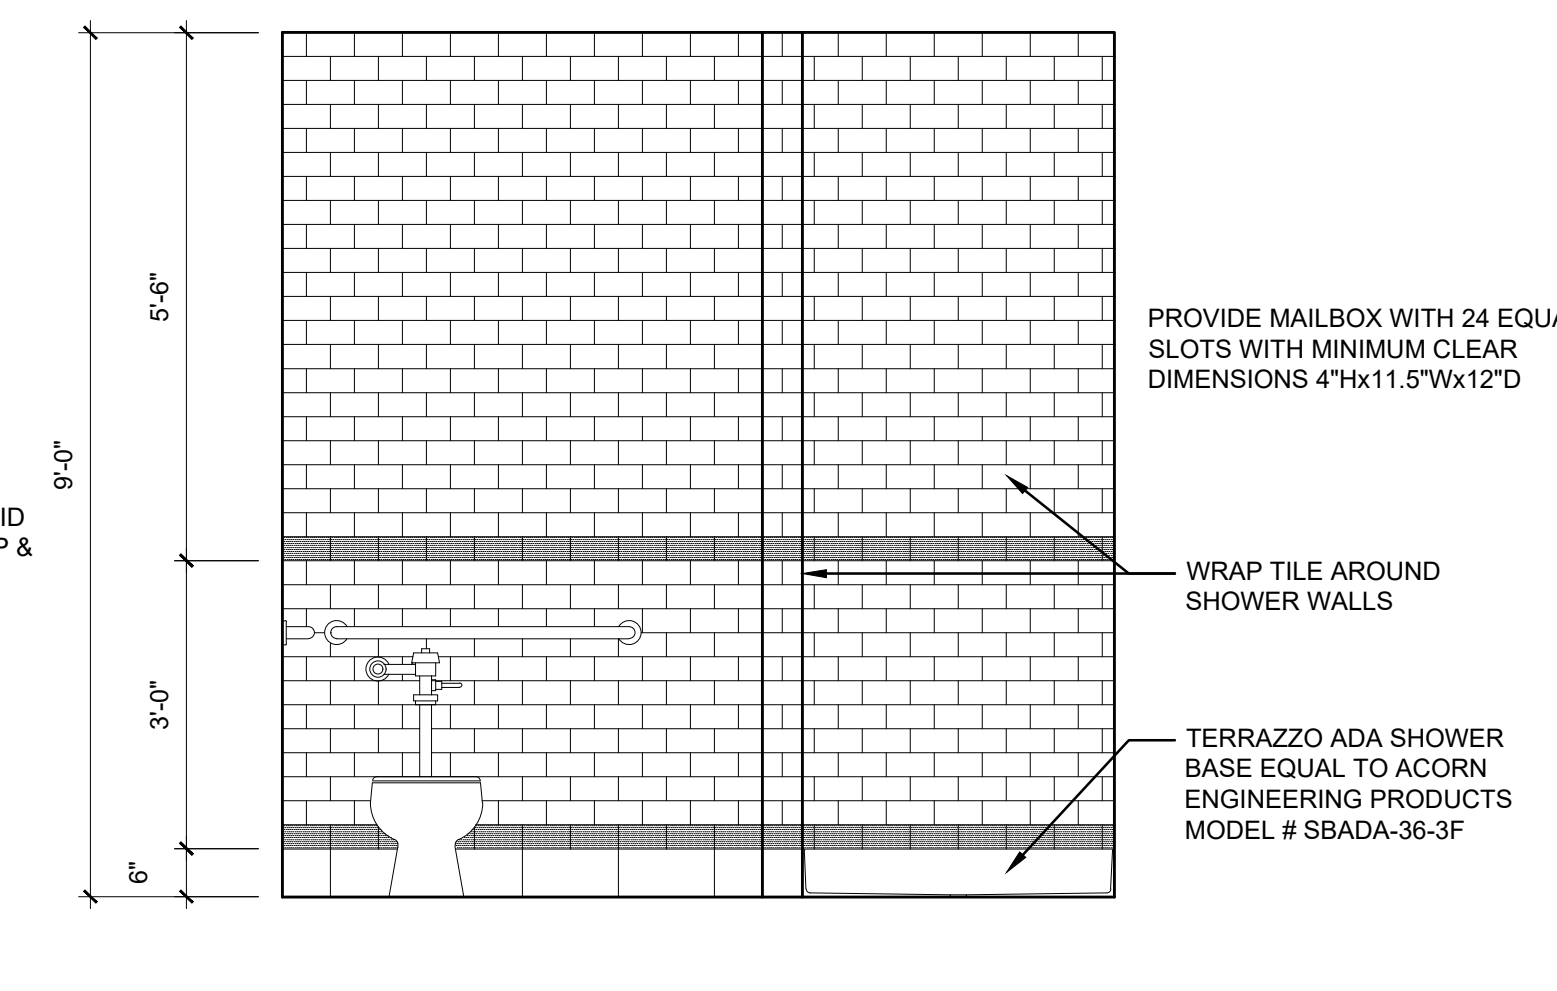 5'-6"
9'-0"
3'-0"
6"
ID
&
PROVIDE MAILBOX WITH 24
SLOTS WITH MINIMUM CLEAR
DIMENSIONS 4"Hx11.5"Wx12"D
WRAP TILE AROUND
SHOWER WALLS
TERRAZZO ADA SHOWER
BASE EQUAL TO ACORN
ENGINEERING PRODUCTS
MODEL # SBADA-36-3F